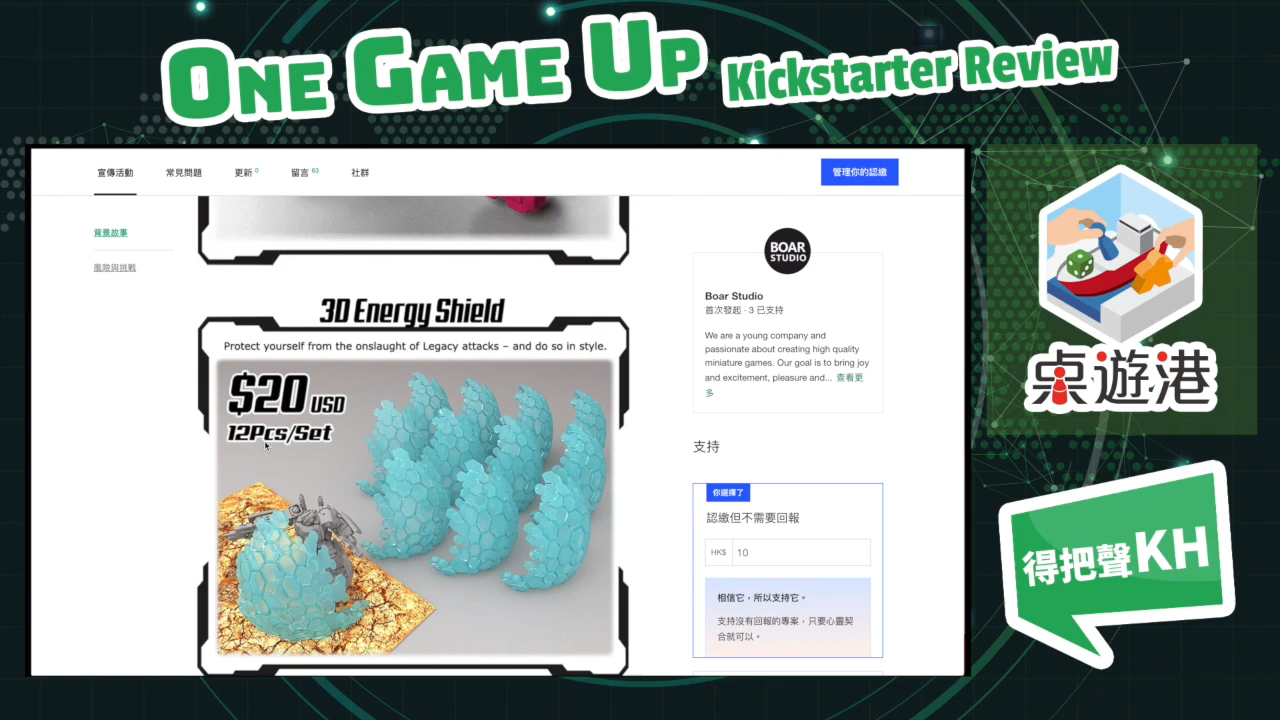 ONE GAME UP Kickstarter Review
宣傳活動 常見問題 更新 0 留言 63 社群
管理你的認繳
背景故事
風險與挑戰
3D Energy Shield
Protect yourself from the onslaught of Legacy attacks – and do so in style.
$20 USD
12Pcs/Set
BOAR
STUDIO
Boar Studio
首次發起 · 3 已支持
We are a young company and
passionate about creating high quality
miniature games. Our goal is to bring joy
and excitement, pleasure and... 查看更
多
支持
你選擇了
認繳但不需要回報
HK$ 10
相信它，所以支持它。
支持沒有回報的專案，只要心靈契
合就可以。
桌遊港
得把聲KH